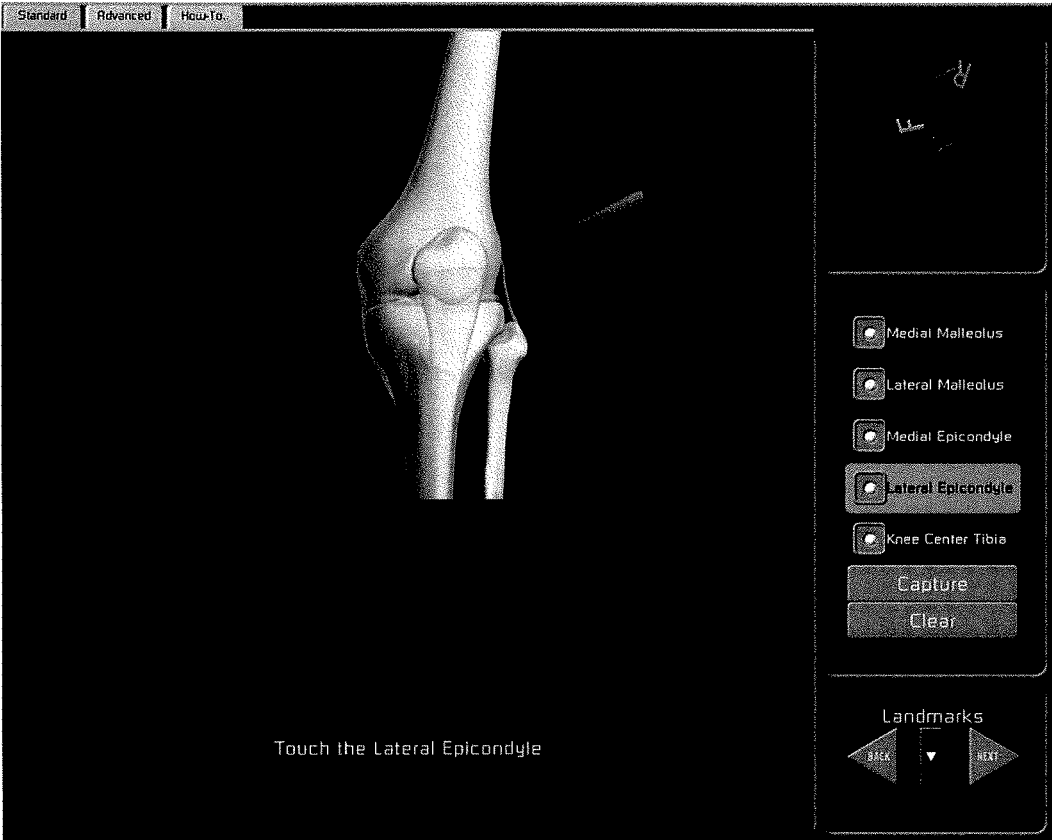 Standard Advanced How-To..
R
F
Medial Malleolus
Lateral Malleolus
Medial Epicondyle
Lateral Epicondyle
Knee Center Tibia
Capture
Clear
Landmarks
BACK NEXT
Touch the Lateral Epicondyle